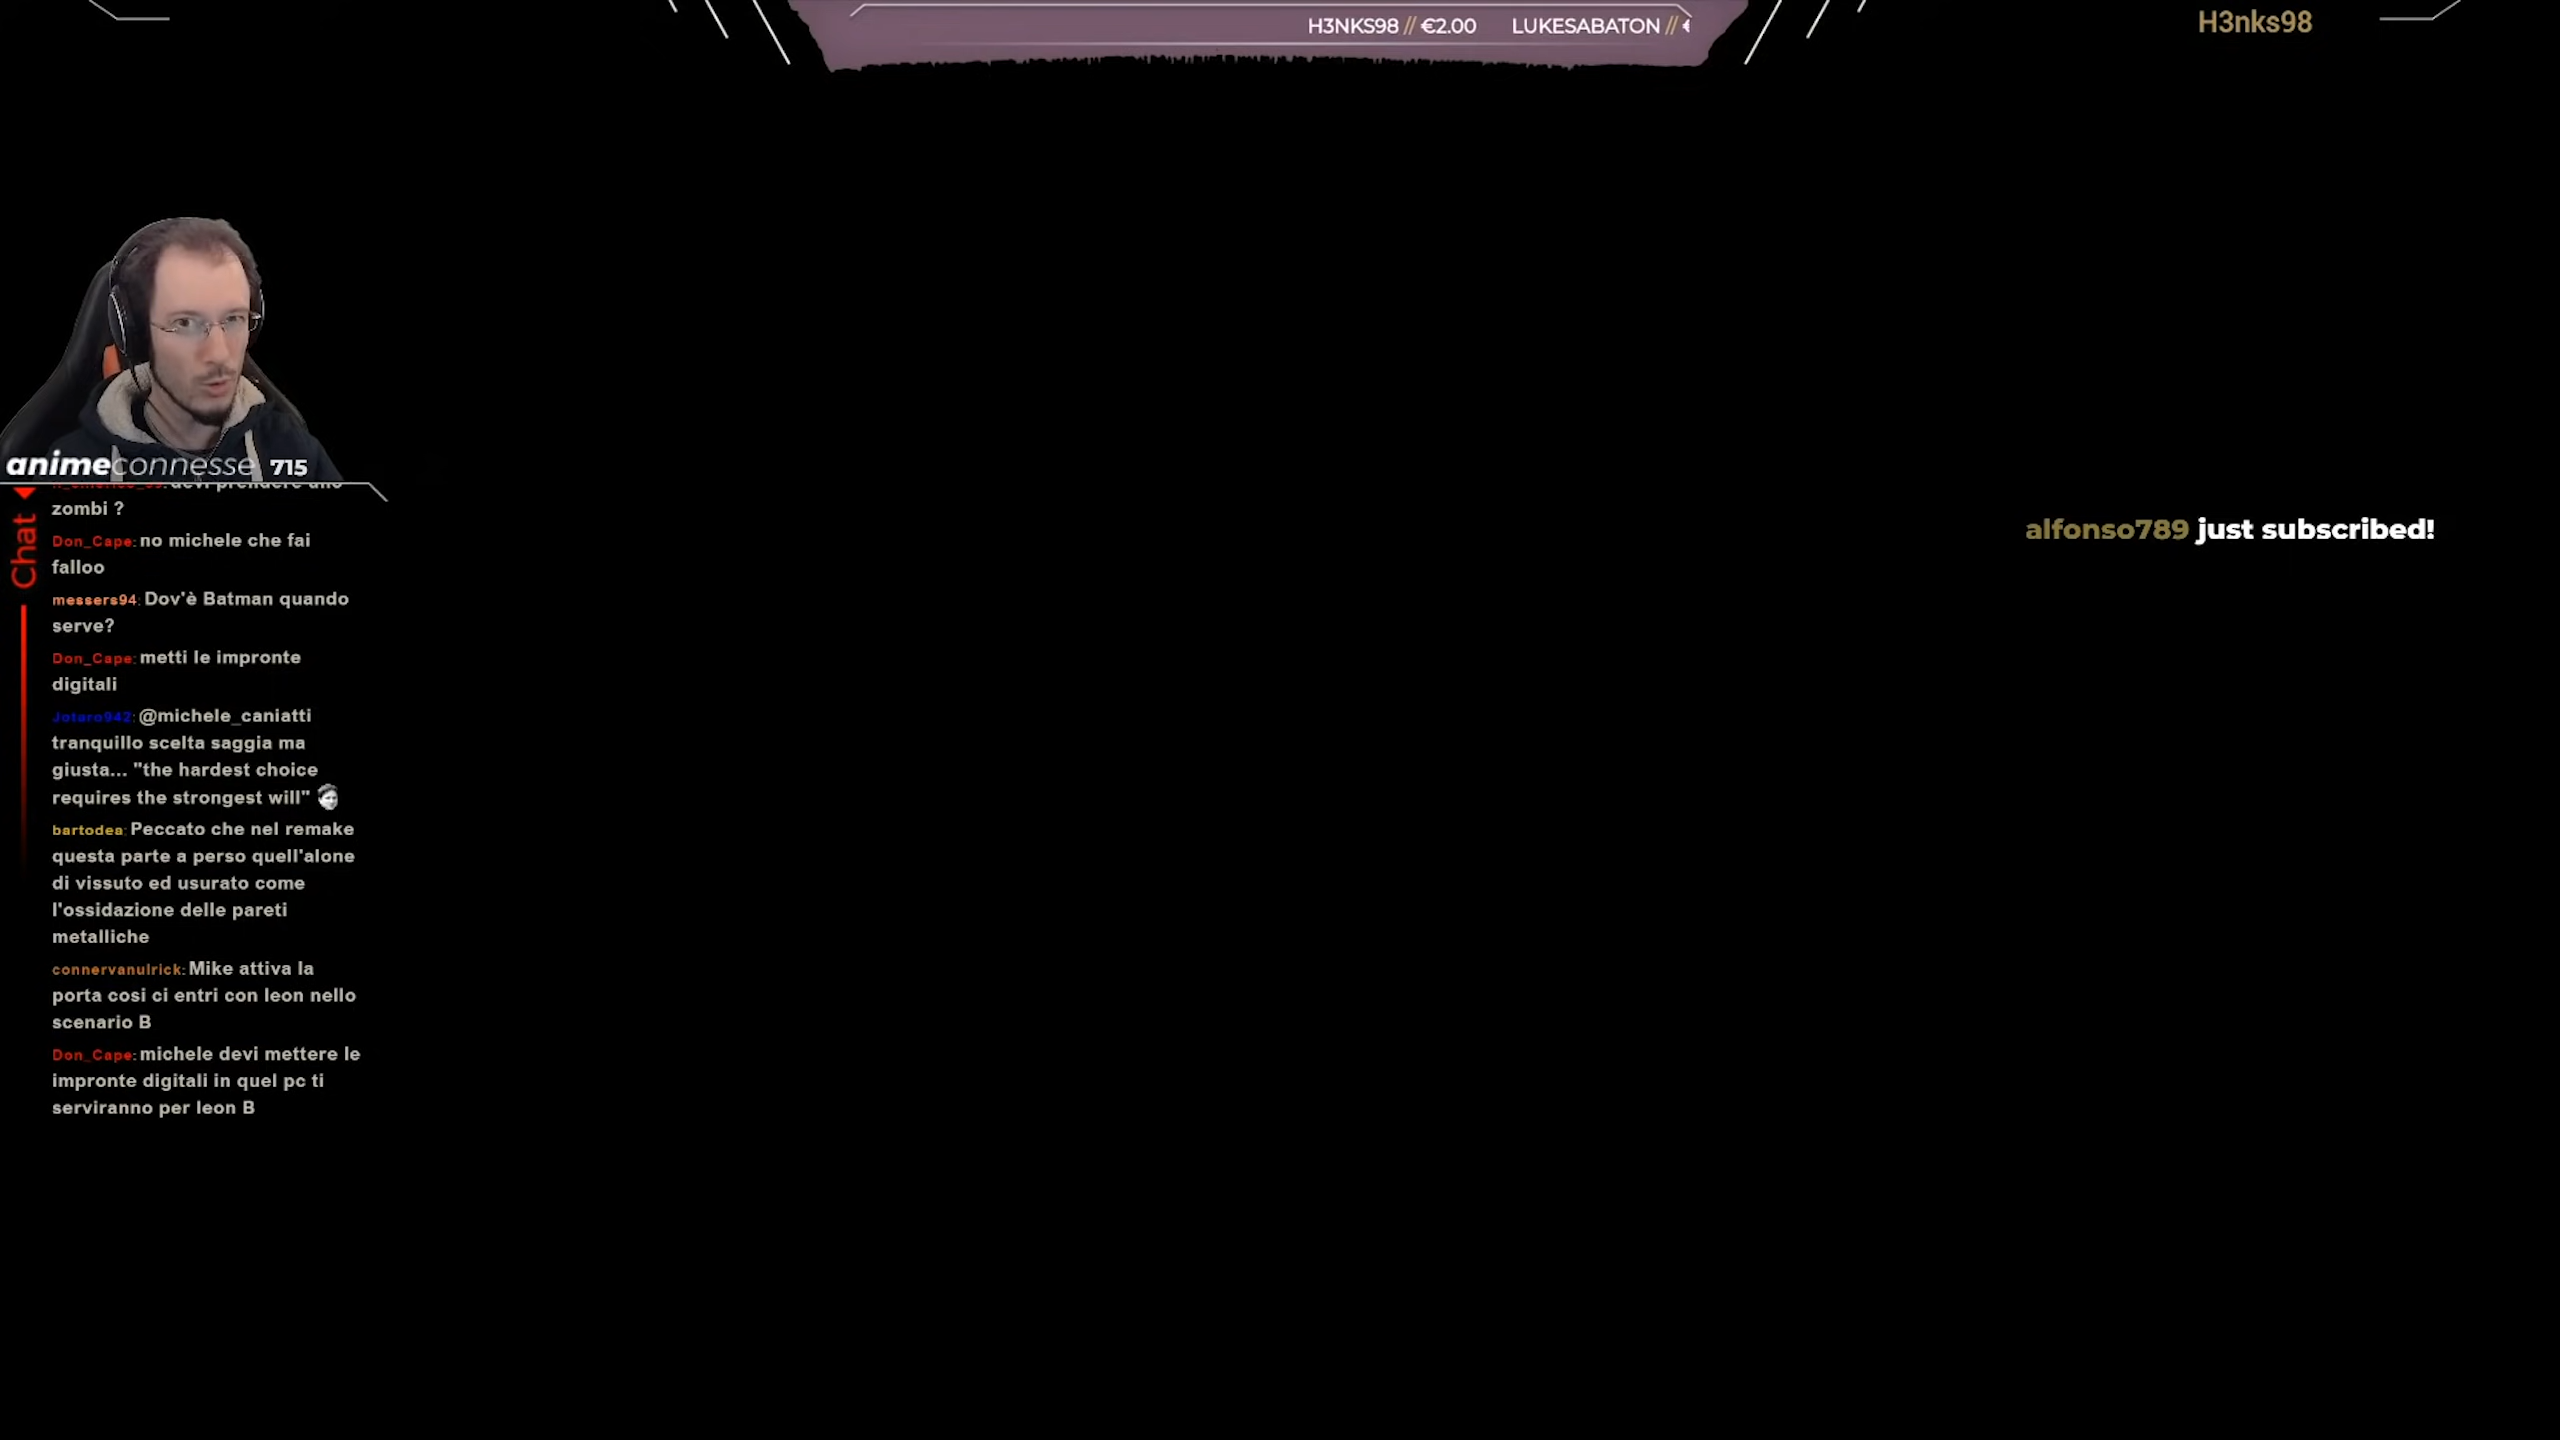 H3NKS98 // €2.00 LUKESABATON //
H3nks98
animeconnesse 715
Chat
zombi ?
Don_Cape: no michele che fai
falloo
messers94: Dov'è Batman quando
serve?
Don_Cape: metti le impronte
digitali
Jotaro942: @michele_caniatti
tranquillo scelta saggia ma
giusta... "the hardest choice
requires the strongest will"
bartodea: Peccato che nel remake
questa parte a perso quell'alone
di vissuto ed usurato come
l'ossidazione delle pareti
metalliche
connervanulrick: Mike attiva la
porta cosi ci entri con leon nello
scenario B
Don_Cape: michele devi mettere le
impronte digitali in quel pc ti
serviranno per leon B
alfonso789 just subscribed!